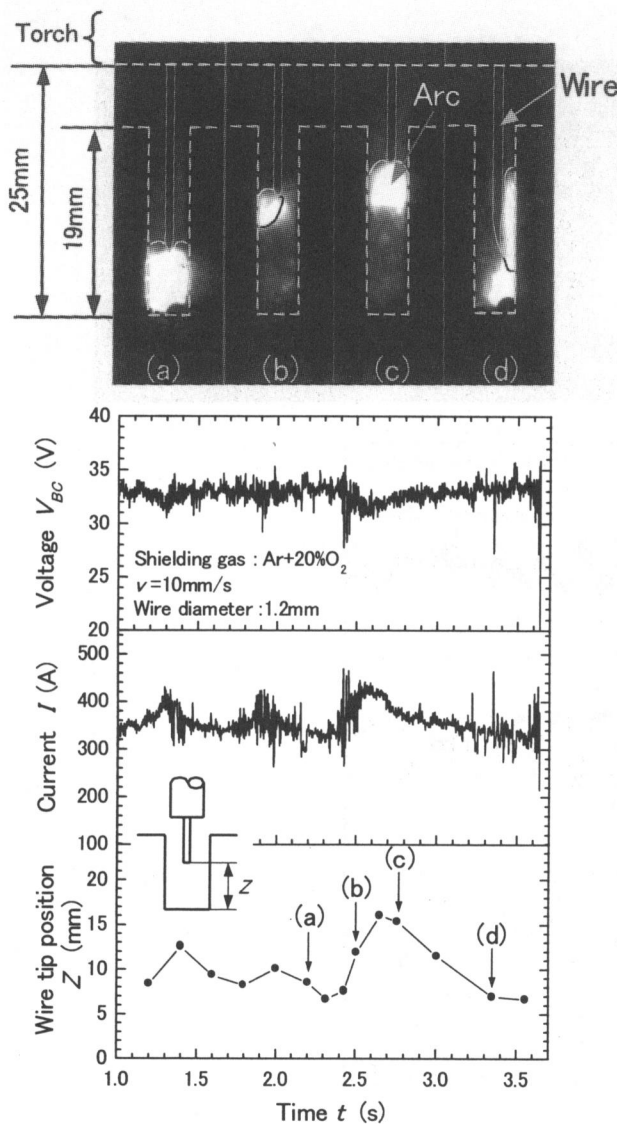 Torch
Arc
Wire
25mm
19mm
(a) (b) (c) (d)
Voltage V_BC (V)
40
35
30
25
20
Shielding gas : Ar+20%O₂
v=10mm/s
Wire diameter :1.2mm
Current I (A)
500
400
300
200
100
Wire tip position
Z (mm)
20
15
10
5
0
Z
(a)
(b)
(c)
(d)
1.0 1.5 2.0 2.5 3.0 3.5
Time t (s)